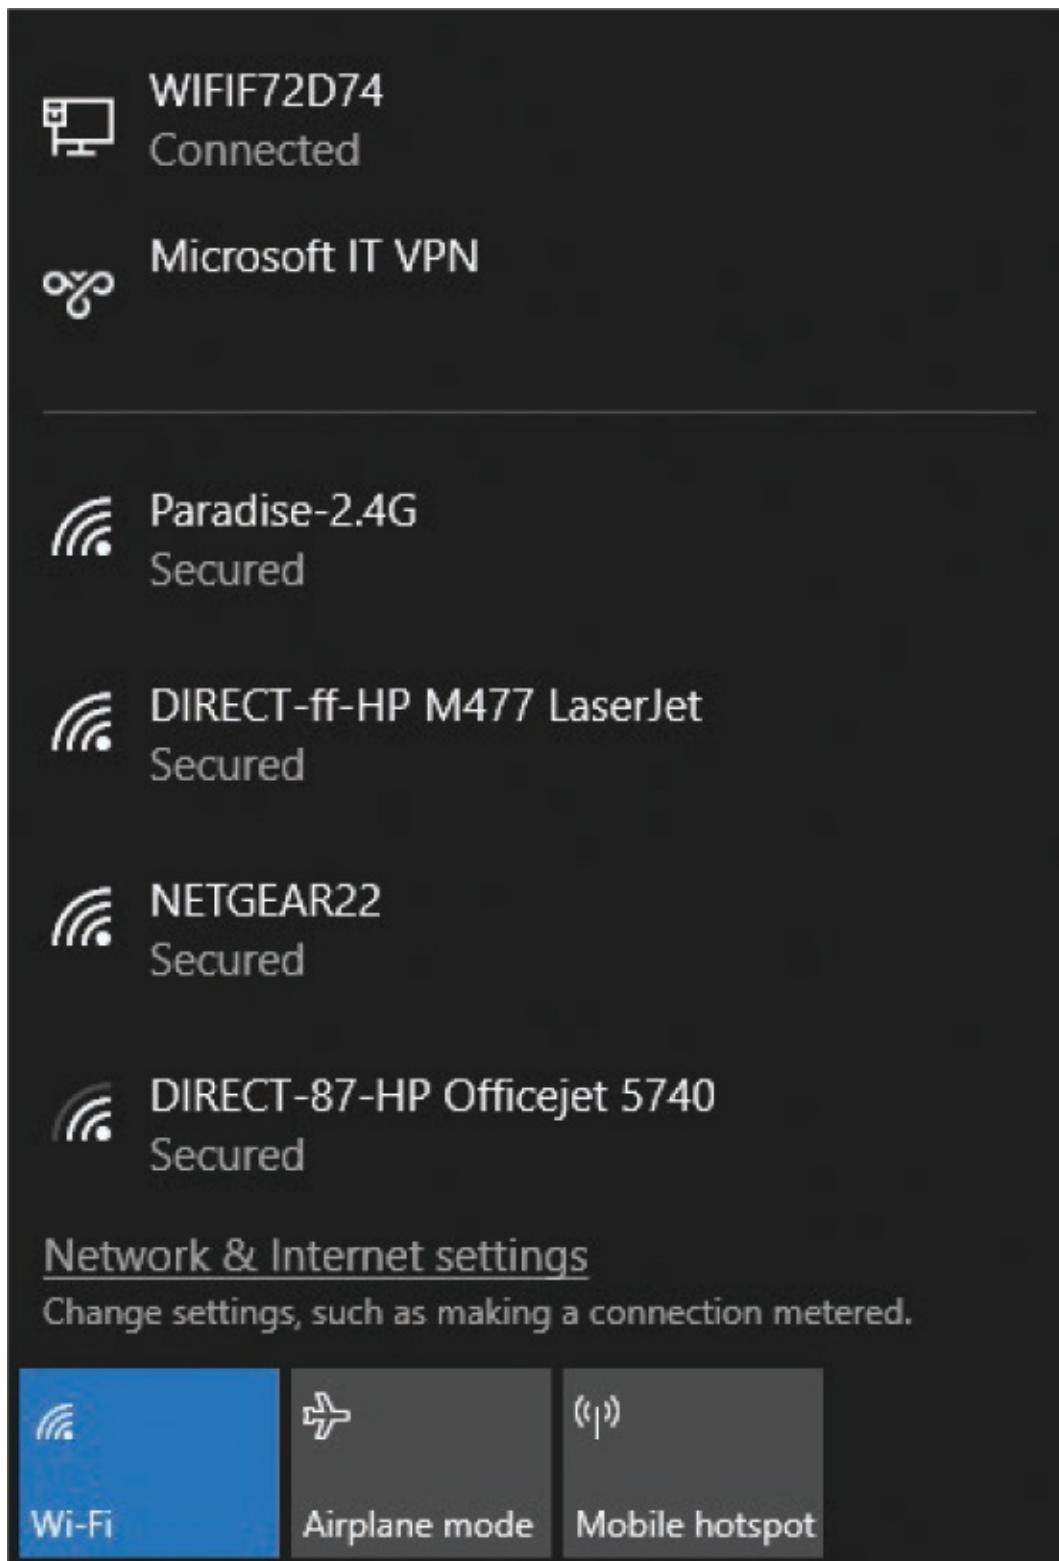 WIFIF72D74
Connected
Microsoft IT VPN
Paradise-2.4G
Secured
DIRECT-ff-HP M477 LaserJet
Secured
NETGEAR22
Secured
DIRECT-87-HP Officejet 5740
Secured
Network & Internet settings
Change settings, such as making a connection metered.
Wi-Fi
Airplane mode
Mobile hotspot